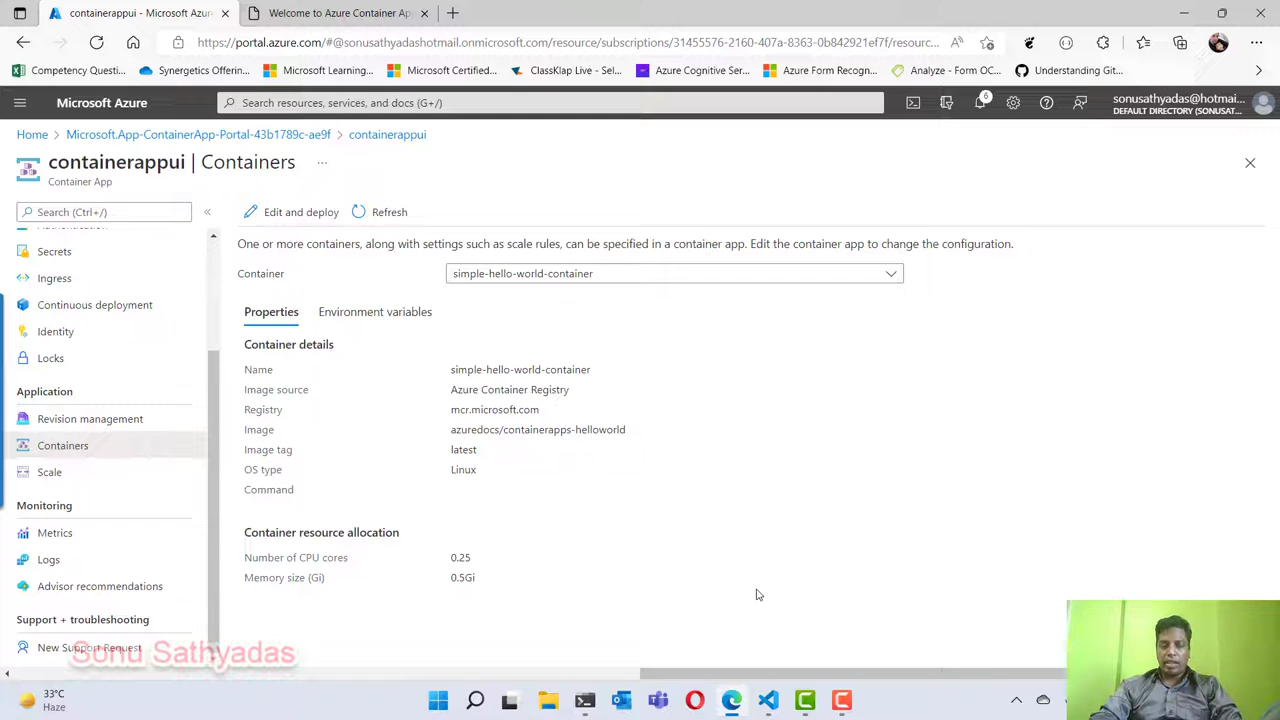 containerapp - Microsoft Azur
Welcome to Azure Container App
https://portal.azure.com/#@sonusathyadashotmail.onmicrosoft.com/resource/subscriptions/31455576-2160-407a-8363-0b842921ef7f/resourc...
Competency Questi...
Synergetics Offerin...
Microsoft Learning...
Microsoft Certified...
ClassKlap Live - Sel...
Azure Cognitive Ser...
Azure Form Recogn...
Analyze - Form OC...
Understanding Git...
Microsoft Azure
Search resources, services, and docs (G+/)
6
sonusathyadas@hotmai...
DEFAULT DIRECTORY (SONUSAT...
Home > Microsoft.App-ContainerApp-Portal-43b1789c-ae9f > containerappui
containerappui | Containers ...
Container App
Search (Ctrl+/)
«
Edit and deploy
Refresh
Authentication
One or more containers, along with settings such as scale rules, can be specified in a container app. Edit the container app to change the configuration.
Secrets
Ingress
Continuous deployment
Identity
Locks
Application
Revision management
Containers
Scale
Monitoring
Metrics
Logs
Advisor recommendations
Support + troubleshooting
New Support Request
Container simple-hello-world-container
Properties Environment variables
Container details
Name simple-hello-world-container
Image source Azure Container Registry
Registry mcr.microsoft.com
Image azuredocs/containerapps-helloworld
Image tag latest
OS type Linux
Command
Container resource allocation
Number of CPU cores 0.25
Memory size (Gi) 0.5Gi
Sonu Sathyadas
33°C
Haze